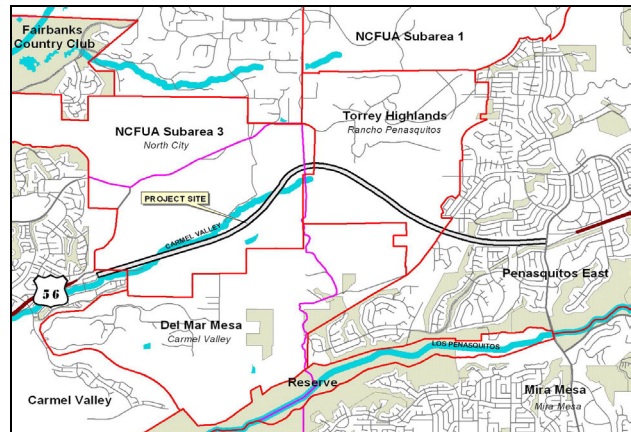 Fairbanks
Country Club
NCFUA Subarea 1
Torrey Highlands
Rancho Penasquitos
NCFUA Subarea 3
North City
PROJECT SITE
CARMEL VALLEY
56
Penasquitos East
Del Mar Mesa
Carmel Valley
LOS PENASQUITOS
Reserve
Carmel Valley
Mira Mesa
Mira Mesa